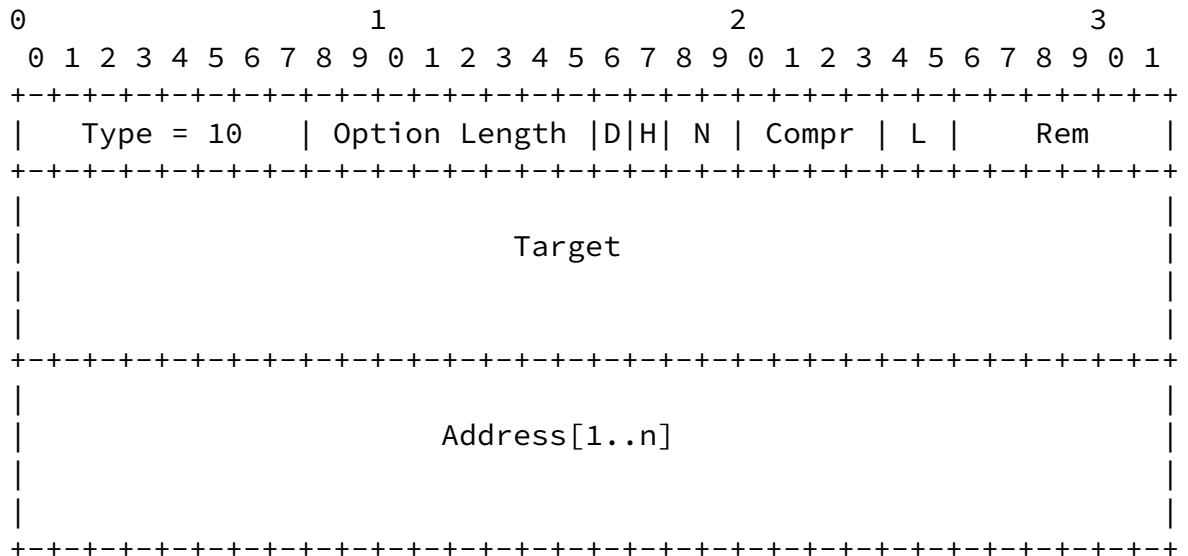 0                   1                   2                   3
 0 1 2 3 4 5 6 7 8 9 0 1 2 3 4 5 6 7 8 9 0 1 2 3 4 5 6 7 8 9 0 1
+-+-+-+-+-+-+-+-+-+-+-+-+-+-+-+-+-+-+-+-+-+-+-+-+-+-+-+-+-+-+-+-+
|   Type = 10   | Option Length |D|H| N | Compr | L |    Rem    |
+-+-+-+-+-+-+-+-+-+-+-+-+-+-+-+-+-+-+-+-+-+-+-+-+-+-+-+-+-+-+-+-+
|                                                               |
|                           Target                              |
|                                                               |
|                                                               |
+-+-+-+-+-+-+-+-+-+-+-+-+-+-+-+-+-+-+-+-+-+-+-+-+-+-+-+-+-+-+-+-+
|                                                               |
|                       Address[1..n]                           |
|                                                               |
|                                                               |
+-+-+-+-+-+-+-+-+-+-+-+-+-+-+-+-+-+-+-+-+-+-+-+-+-+-+-+-+-+-+-+-+